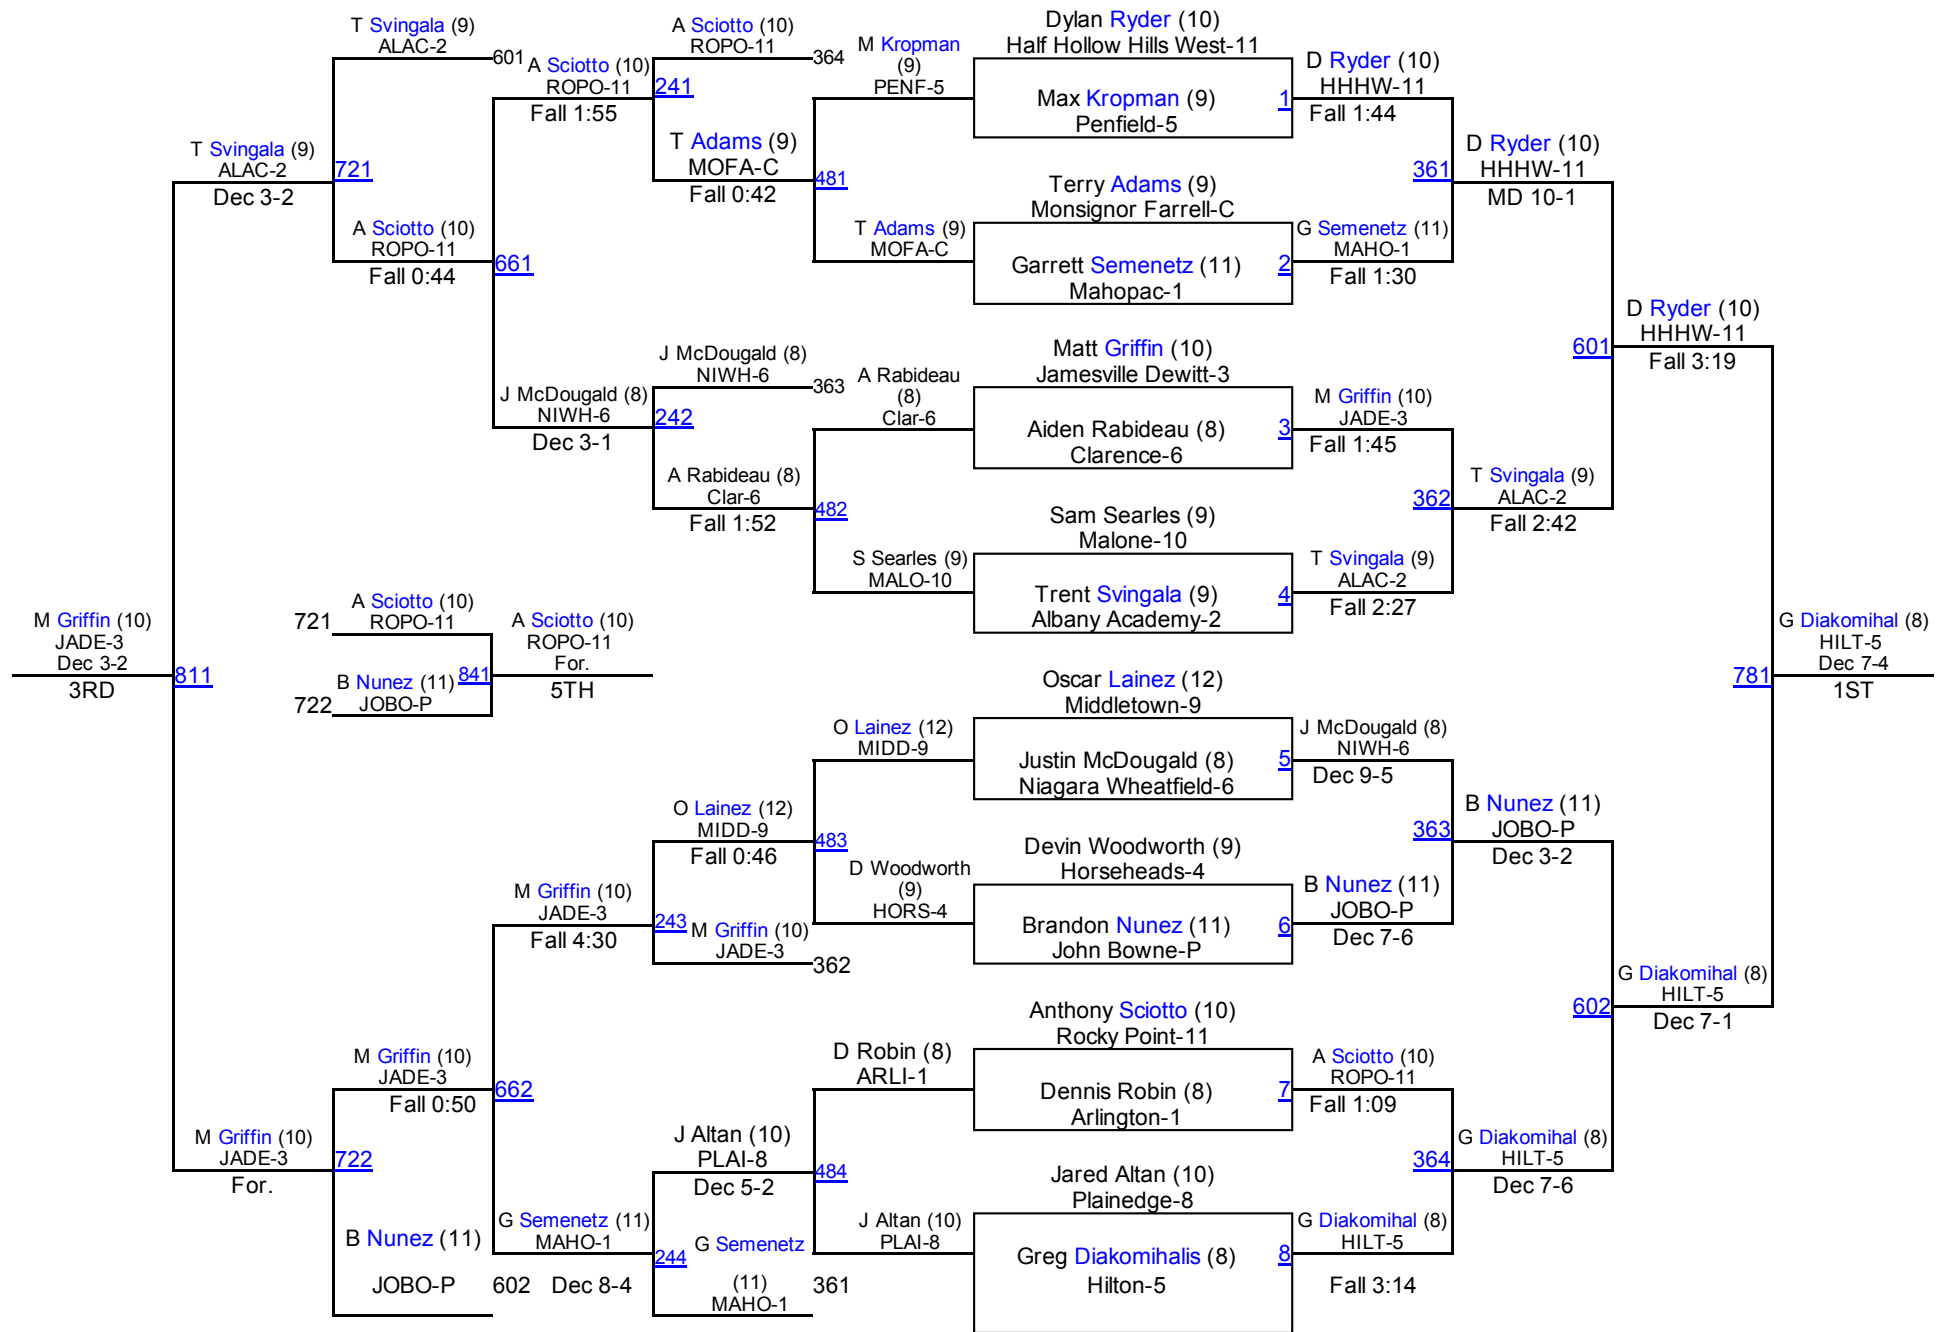 T Svingala (9)
ALAC-2
601
A Sciotto (10)
ROPO-11
Fall 1:55
A Sciotto (10)
ROPO-11
364
241
T Adams (9)
MOFA-C
Fall 0:42
M Kropman
(9)
PENF-5
481
T Adams (9)
MOFA-C
T Svingala (9)
ALAC-2
Dec 3-2
721
A Sciotto (10)
ROPO-11
Fall 0:44
661
J McDougald (8)
NIWH-6
Dec 3-1
J McDougald (8)
NIWH-6
363
242
A Rabideau (8)
Clar-6
Fall 1:52
A Rabideau
(8)
Clar-6
482
S Searles (9)
MALO-10
M Griffin (10)
JADE-3
Dec 3-2
3RD
811
721
A Sciotto (10)
ROPO-11
B Nunez (11)
JOBO-P
722
841
A Sciotto (10)
ROPO-11
For.
5TH
O Lainez (12)
MIDD-9
O Lainez (12)
MIDD-9
Fall 0:46
483
D Woodworth
(9)
HORS-4
M Griffin (10)
JADE-3
Fall 4:30
243
M Griffin (10)
JADE-3
362
M Griffin (10)
JADE-3
Fall 0:50
662
M Griffin (10)
JADE-3
For.
722
B Nunez (11)
JOBO-P
602
G Semenetz (11)
MAHO-1
Dec 8-4
J Altan (10)
PLAI-8
Dec 5-2
244
G Semenetz
(11)
MAHO-1
361
D Robin (8)
ARLI-1
484
J Altan (10)
PLAI-8
Dylan Ryder (10)
Half Hollow Hills West-11
Max Kropman (9)
Penfield-5
1
Terry Adams (9)
Monsignor Farrell-C
Garrett Semenetz (11)
Mahopac-1
2
Matt Griffin (10)
Jamesville Dewitt-3
Aiden Rabideau (8)
Clarence-6
3
Sam Searles (9)
Malone-10
Trent Svingala (9)
Albany Academy-2
4
Oscar Lainez (12)
Middletown-9
Justin McDougald (8)
Niagara Wheatfield-6
5
Devin Woodworth (9)
Horseheads-4
Brandon Nunez (11)
John Bowne-P
6
Anthony Sciotto (10)
Rocky Point-11
Dennis Robin (8)
Arlington-1
7
Jared Altan (10)
Plainedge-8
Greg Diakomihalis (8)
Hilton-5
8
D Ryder (10)
HHHW-11
Fall 1:44
361
G Semenetz (11)
MAHO-1
Fall 1:30
D Ryder (10)
HHHW-11
MD 10-1
M Griffin (10)
JADE-3
Fall 1:45
362
T Svingala (9)
ALAC-2
Fall 2:27
T Svingala (9)
ALAC-2
Fall 2:42
601
D Ryder (10)
HHHW-11
Fall 3:19
J McDougald (8)
NIWH-6
Dec 9-5
363
B Nunez (11)
JOBO-P
Dec 7-6
B Nunez (11)
JOBO-P
Dec 3-2
A Sciotto (10)
ROPO-11
Fall 1:09
364
G Diakomihal (8)
HILT-5
Fall 3:14
G Diakomihal (8)
HILT-5
Dec 7-6
602
G Diakomihal (8)
HILT-5
Dec 7-1
781
G Diakomihal (8)
HILT-5
Dec 7-4
1ST